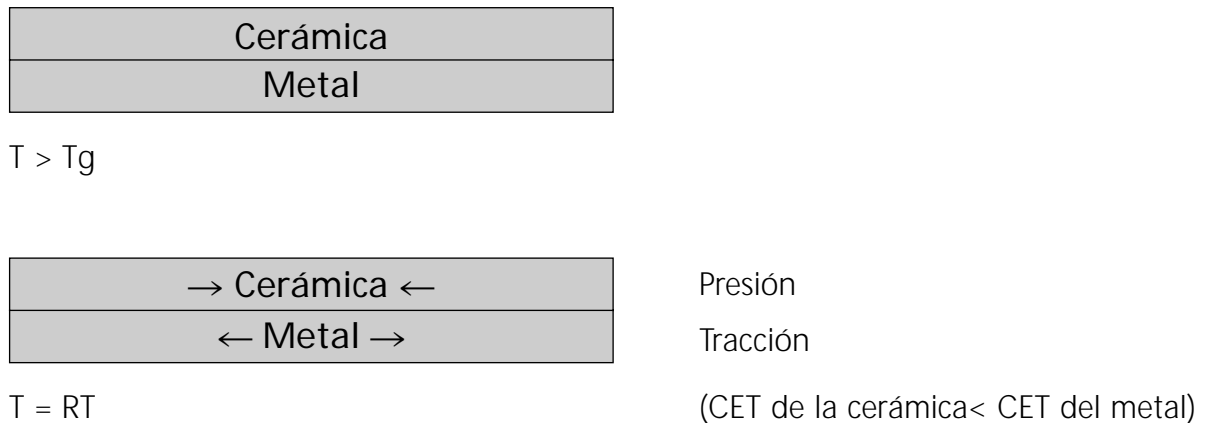 Cerámica
Metal
T > Tg
→ Cerámica ← Presión
← Metal → Tracción
T = RT (CET de la cerámica< CET del metal)